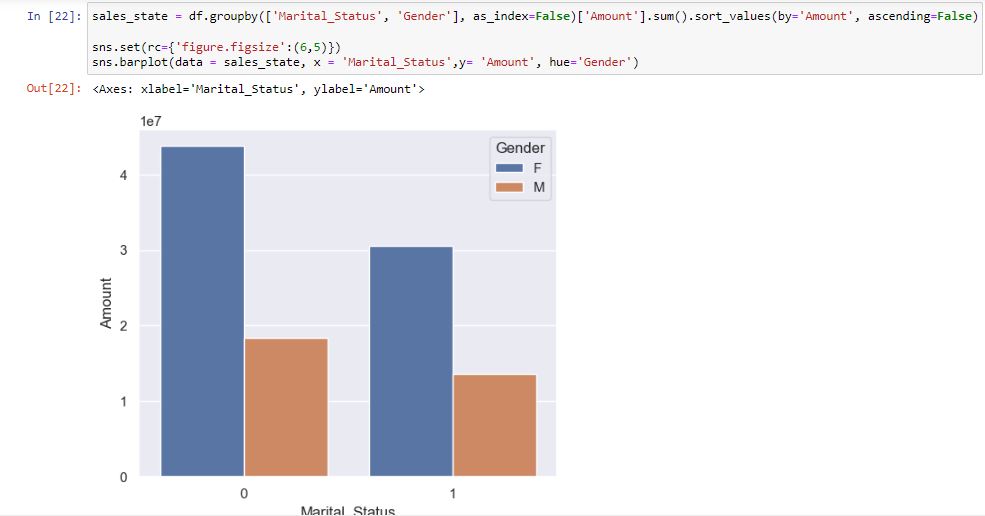 In [22]: sales_state = df.groupby(['Marital_Status', 'Gender'], as_index=False)['Amount'].sum().sort_values(by='Amount', ascending=False)
sns.set(rc={'figure.figsize':(6,5)})
sns.barplot(data = sales_state, x = 'Marital_Status',y= 'Amount', hue='Gender')
Out[22]: <Axes: xlabel='Marital_Status', ylabel='Amount'>
1e7
Gender
F
M
4
3
2
1
0
Amount
0 1
Marital_Status